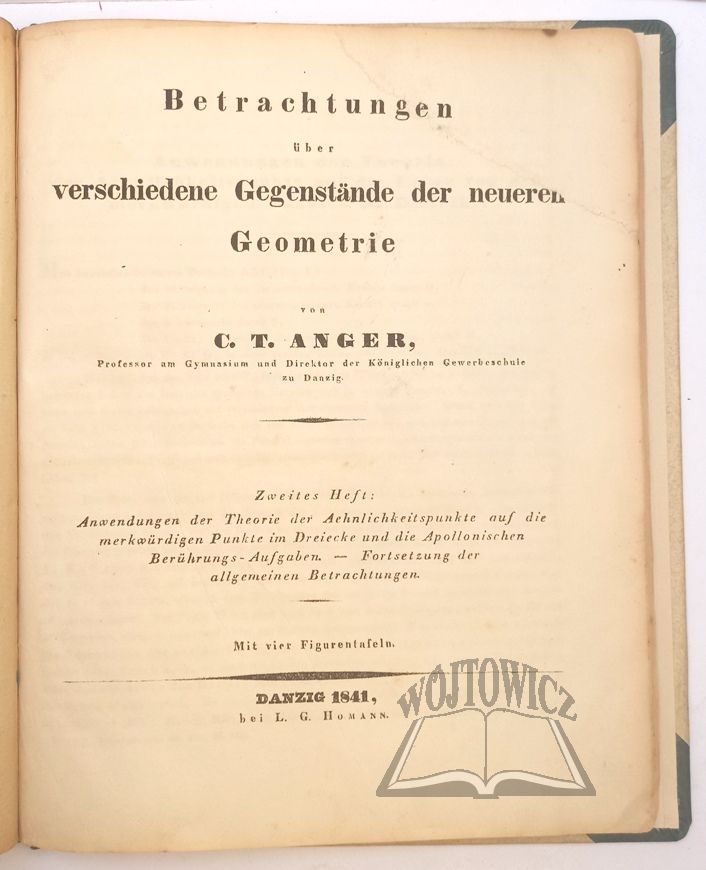 Betrachtungen
über
verschiedene Gegenstände der neueren
Geometrie
von
C. T. ANGER,
Professor am Gymnasium und Direktor der Königlichen Gewerbeschule
zu Danzig.
Zweites Heft:
Anwendungen der Theorie der Aehnlichkeitspunkte auf die
merkwürdigen Punkte im Dreiecke und die Apollonischen
Berührungs-Aufgaben. — Fortsetzung der
allgemeinen Betrachtungen.
Mit vier Figurentafeln.
DANZIG 1841,
bei L. G. HOMANN.
WÓJTOWICZ